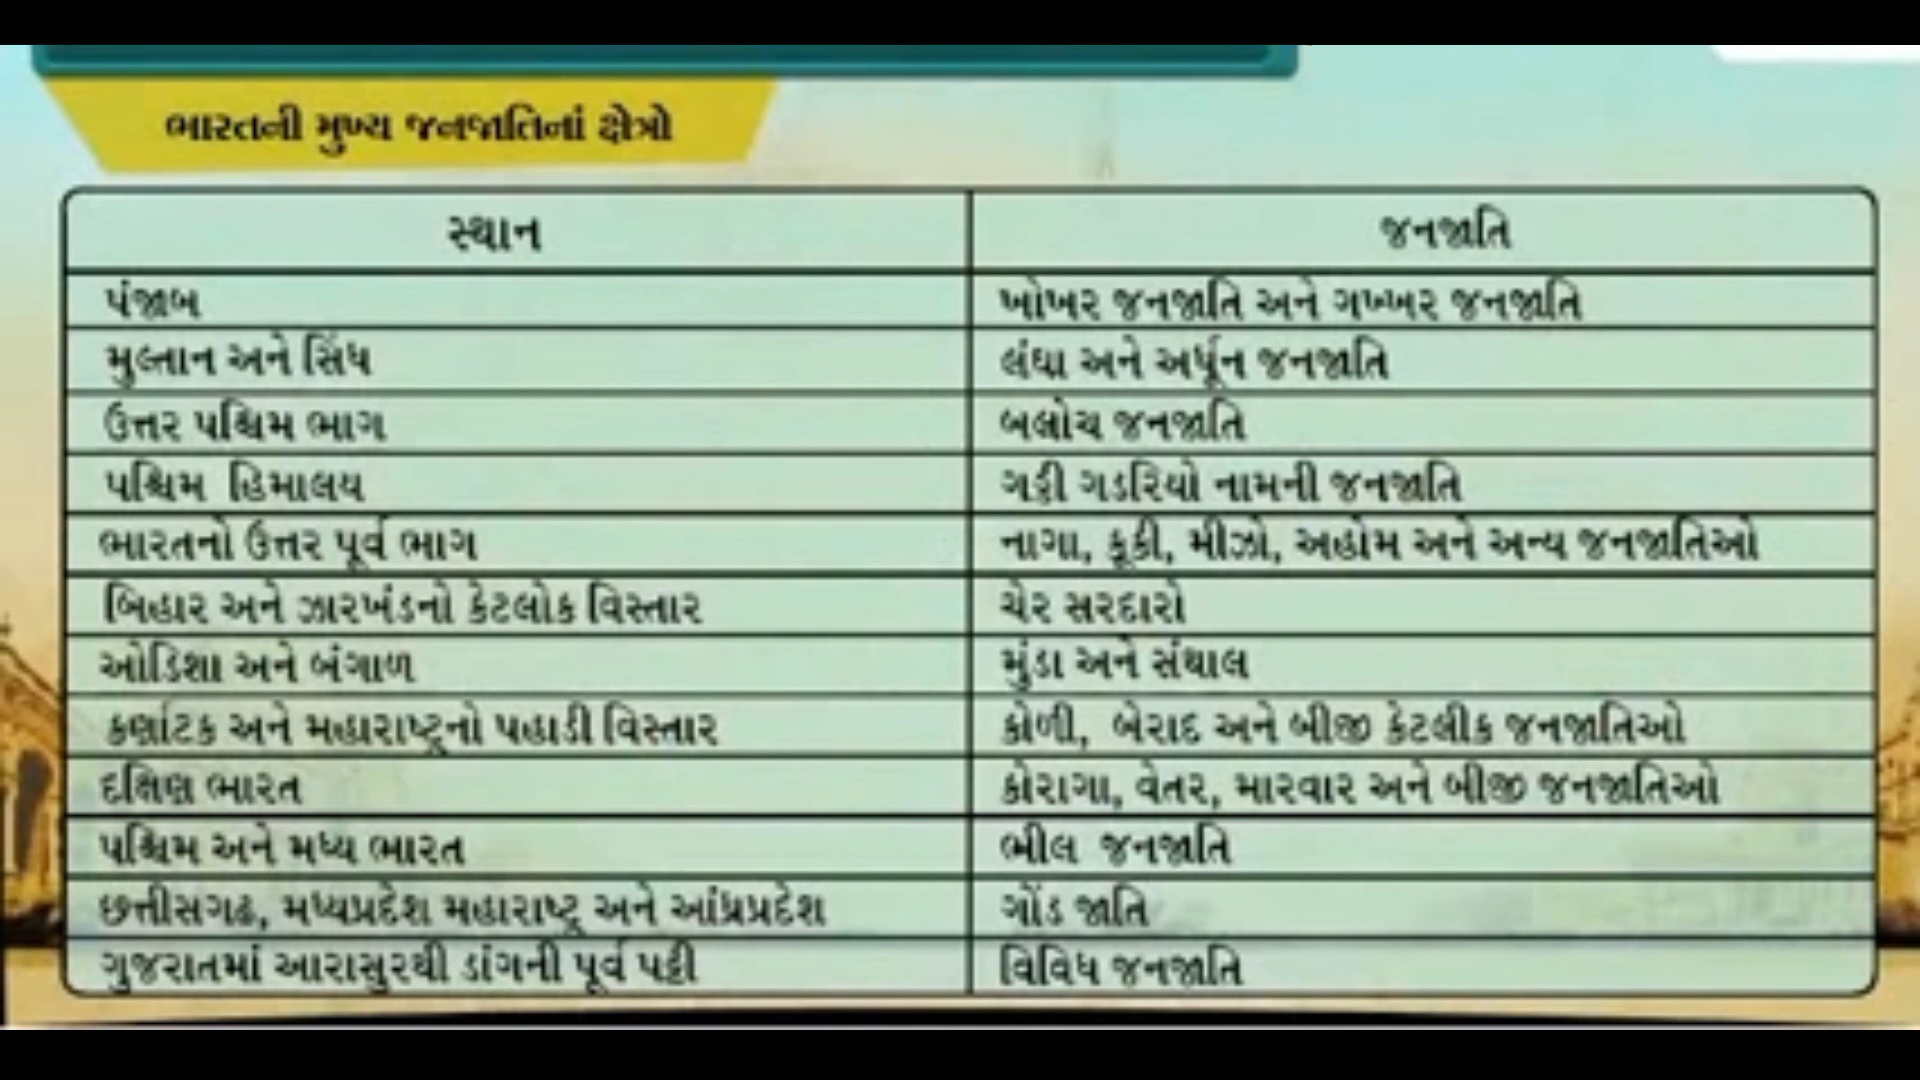 ભારતની મુખ્ય જનજાતિનાં ક્ષેત્રો
સ્થાન જનજાતિ
પંજાબ ખોખર જનજાતિ અને ગખ્ખર જનજાતિ
મુલ્તાન અને સિંધ લંઘા અને અર્ધૂન જનજાતિ
ઉત્તર પશ્ચિમ ભાગ બલોચ જનજાતિ
પશ્ચિમ હિમાલય ગડ્ડી ગડરિયો નામની જનજાતિ
ભારતનો ઉત્તર પૂર્વ ભાગ નાગા, કૂકી, મીઝો, અહોમ અને અન્ય જનજાતિઓ
બિહાર અને ઝારખંડનો કેટલોક વિસ્તાર ચેર સરદારો
ઓડિશા અને બંગાળ મુંડા અને સંથાલ
કર્ણાટક અને મહારાષ્ટ્રનો પહાડી વિસ્તાર કોળી, બેરાદ અને બીજી કેટલીક જનજાતિઓ
દક્ષિણ ભારત કોરાગા, વેતર, મારવાર અને બીજી જનજાતિઓ
પશ્ચિમ અને મધ્ય ભારત ભીલ જનજાતિ
છત્તીસગઢ, મધ્યપ્રદેશ મહારાષ્ટ્ર અને આંધ્રપ્રદેશ ગોંડ જાતિ
ગુજરાતમાં આરાસુરથી ડાંગની પૂર્વ પટ્ટી વિવિધ જનજાતિ